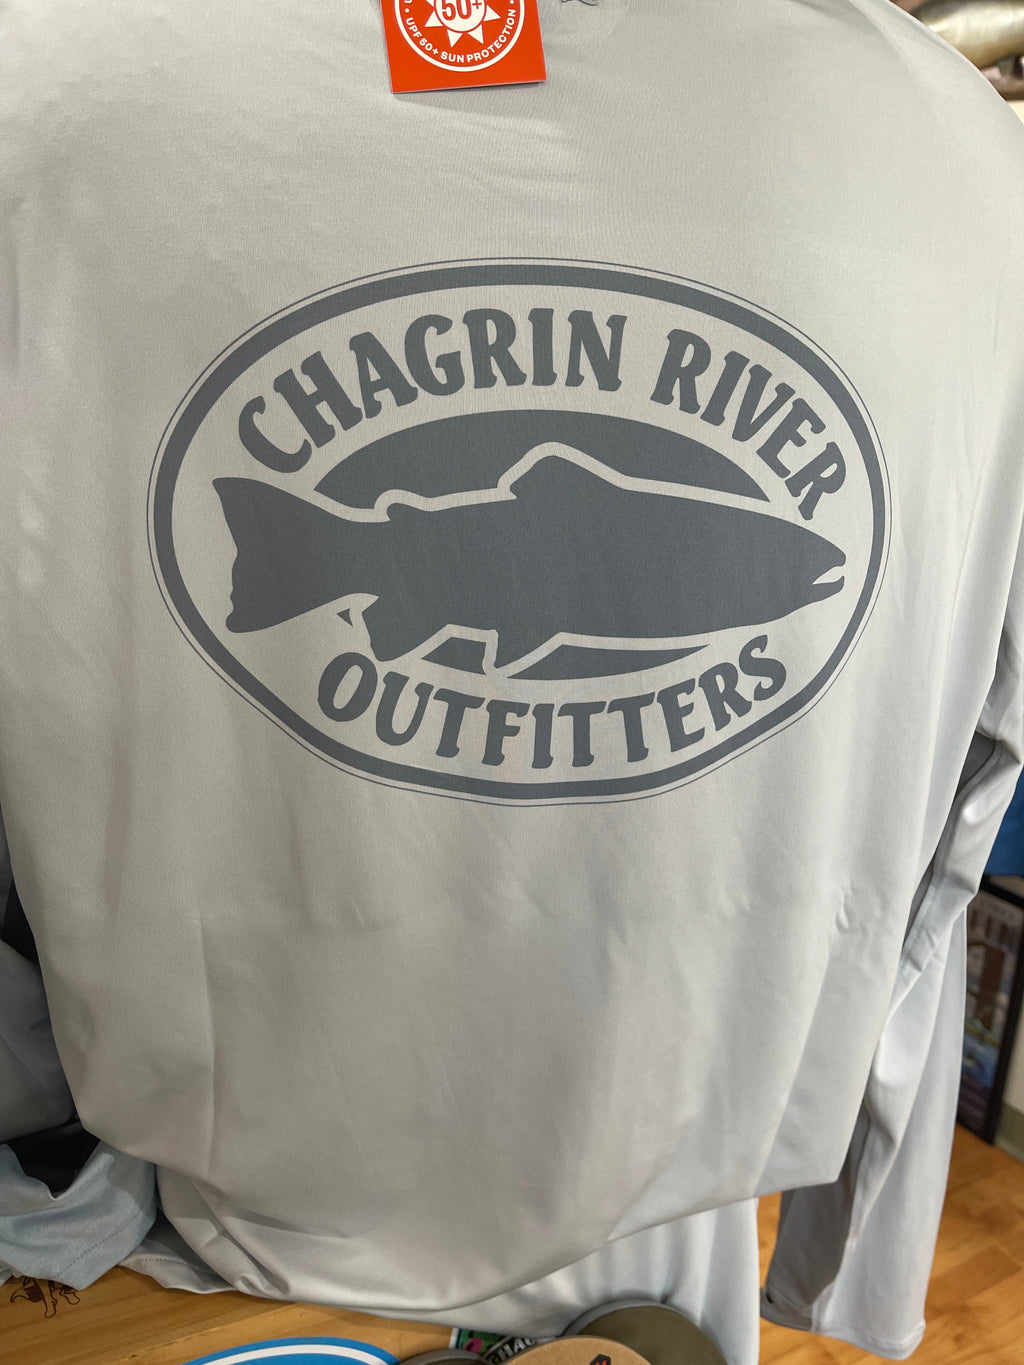 50+
UPF 50+ SUN PROTECTION
CHAGRIN RIVER
OUTFITTERS